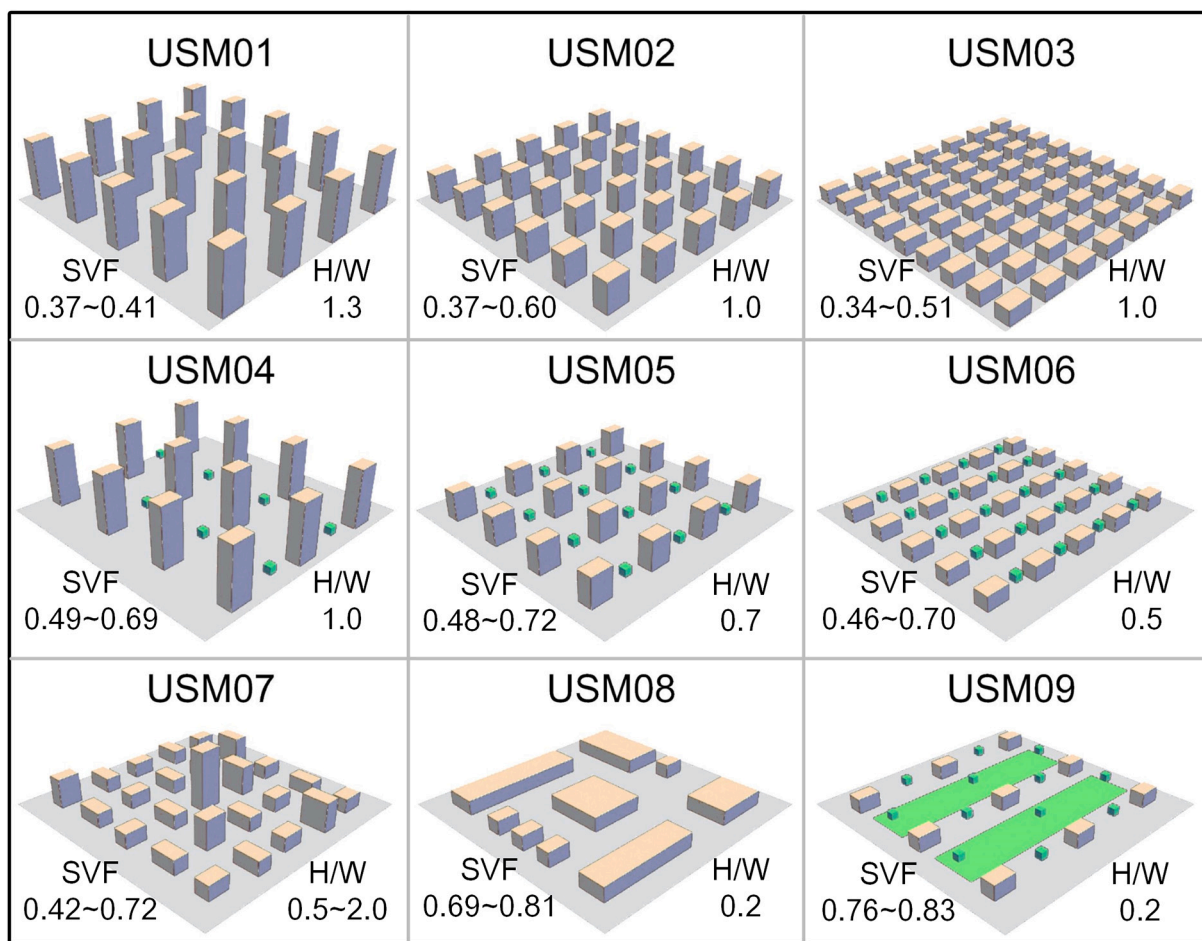 USM01
SVF H/W
0.37~0.41 1.3
USM02
SVF H/W
0.37~0.60 1.0
USM03
SVF H/W
0.34~0.51 1.0
USM04
SVF H/W
0.49~0.69 1.0
USM05
SVF H/W
0.48~0.72 0.7
USM06
SVF H/W
0.46~0.70 0.5
USM07
SVF H/W
0.42~0.72 0.5~2.0
USM08
SVF H/W
0.69~0.81 0.2
USM09
SVF H/W
0.76~0.83 0.2